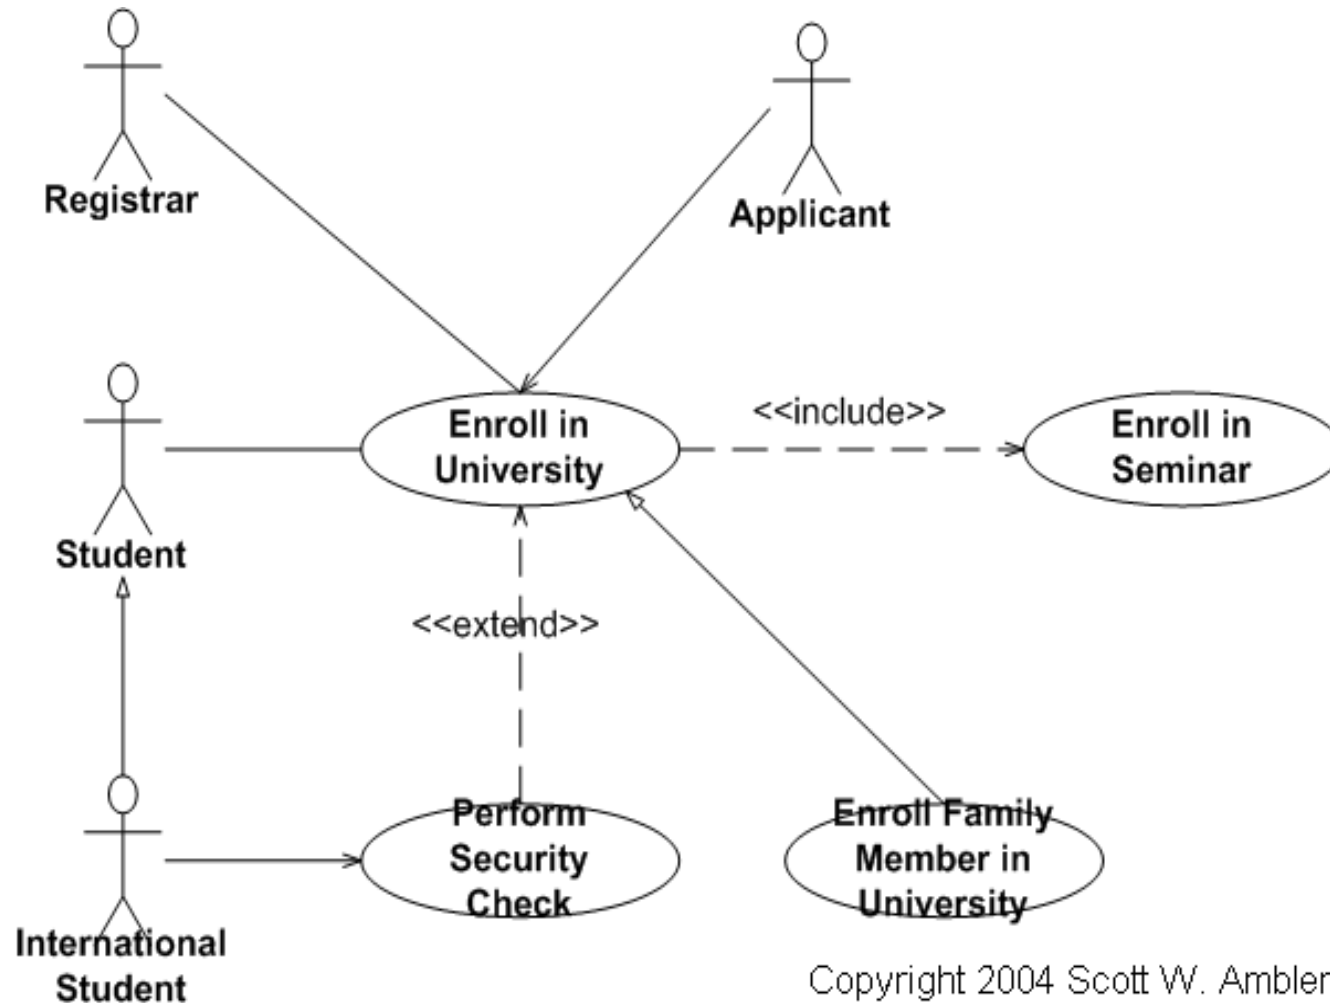 Registrar
Applicant
<<include>>
Enroll in
University
Enroll in
Seminar
Student
<<extend>>
Perform
Security
Check
Enroll Family
Member in
University
International
Student
Copyright 2004 Scott W. Ambler